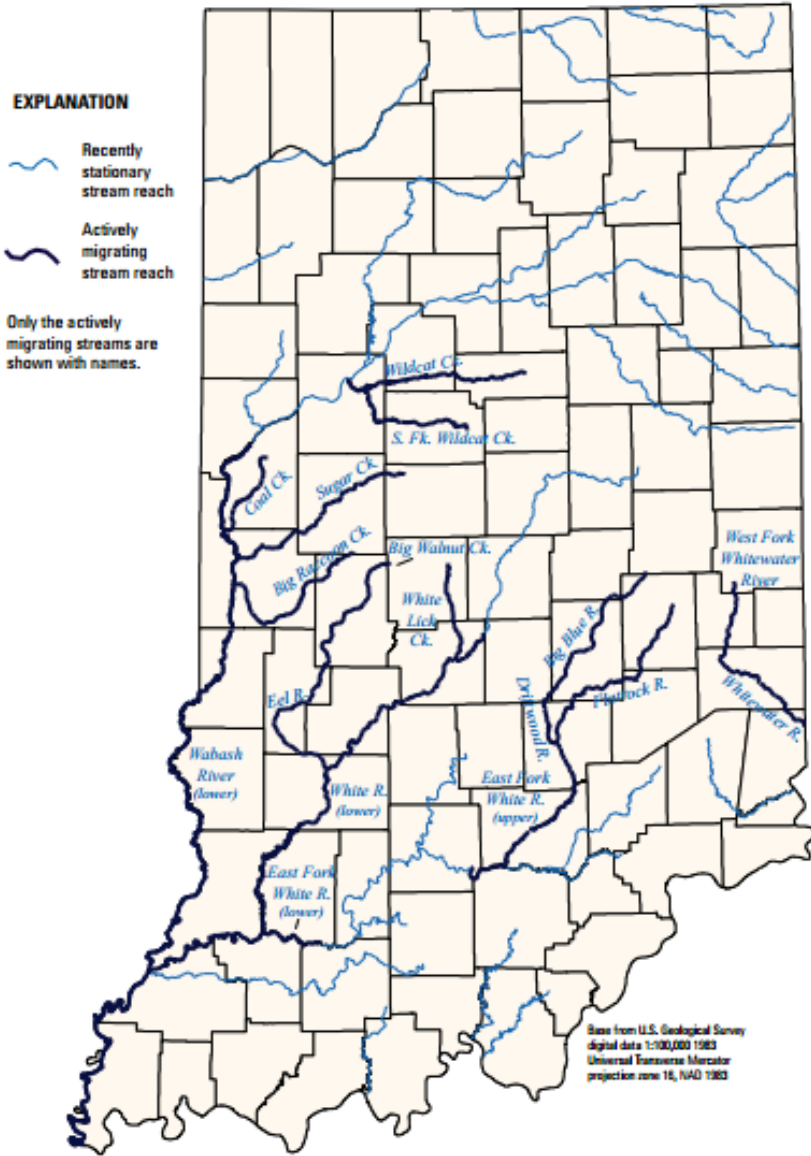 EXPLANATION
Recently
stationary
stream reach
Actively
migrating
stream reach
Only the actively
migrating streams are
shown with names.
Wildcat Ck.
S. Fk. Wildcat Ck.
Coal Ck.
Sugar Ck.
Big Raccoon Ck.
Big Walnut Ck.
West Fork
Whitewater
River
White
Lick
Ck.
Big Blue R.
Eel R.
Driftwood R.
Flatrock R.
Whitewater R.
Wabash
River
(lower)
White R.
(lower)
East Fork
White R.
(upper)
East Fork
White R.
(lower)
Base from U.S. Geological Survey
digital data 1:100,000 1983
Universal Transverse Mercator
projection zone 16, NAD 1983